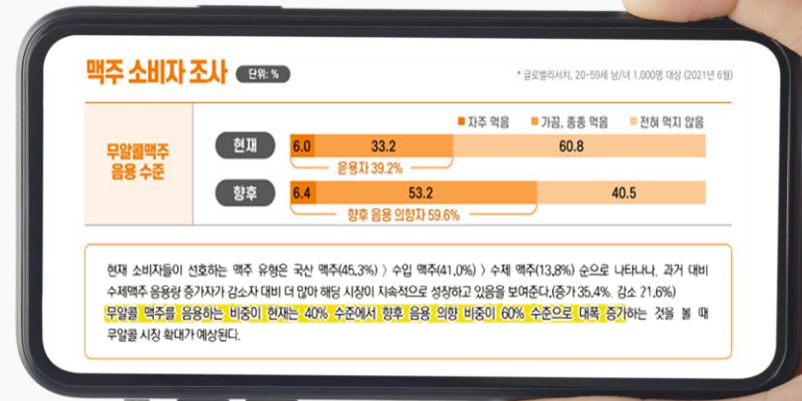 맥주 소비자 조사 단위: %
* 글로벌리서치, 20-59세 남/녀 1,000명 대상 (2021년 6월)
■ 자주 먹음 ■ 가끔, 종종 먹음 ■ 전혀 먹지 않음
무알콜맥주
음용 수준
현재 6.0 33.2 60.8
음용자 39.2%
향후 6.4 53.2 40.5
향후 음용 의향자 59.6%
현재 소비자들이 선호하는 맥주 유형은 국산 맥주(45.3%) 〉 수입 맥주(41.0%) 〉 수제 맥주(13.8%) 순으로 나타나나, 과거 대비
수제맥주 음용량 증가자가 감소자 대비 더 많아 해당 시장이 지속적으로 성장하고 있음을 보여준다.(증가 35.4%, 감소 21.6%)
무알콜 맥주를 음용하는 비중이 현재는 40% 수준에서 향후 음용 의향 비중이 60% 수준으로 대폭 증가하는 것을 볼 때
무알콜 시장 확대가 예상된다.